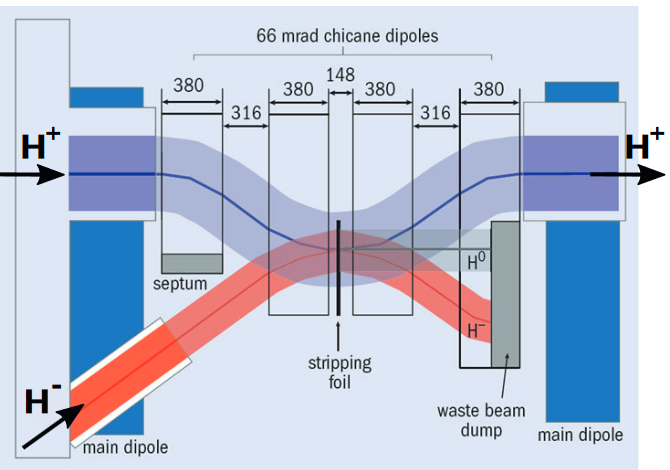 66 mrad chicane dipoles
380
380
148
380
380
316
316
H⁺
H⁺
septum
H⁰
H⁻
stripping
foil
H⁻
waste beam
dump
main dipole
main dipole